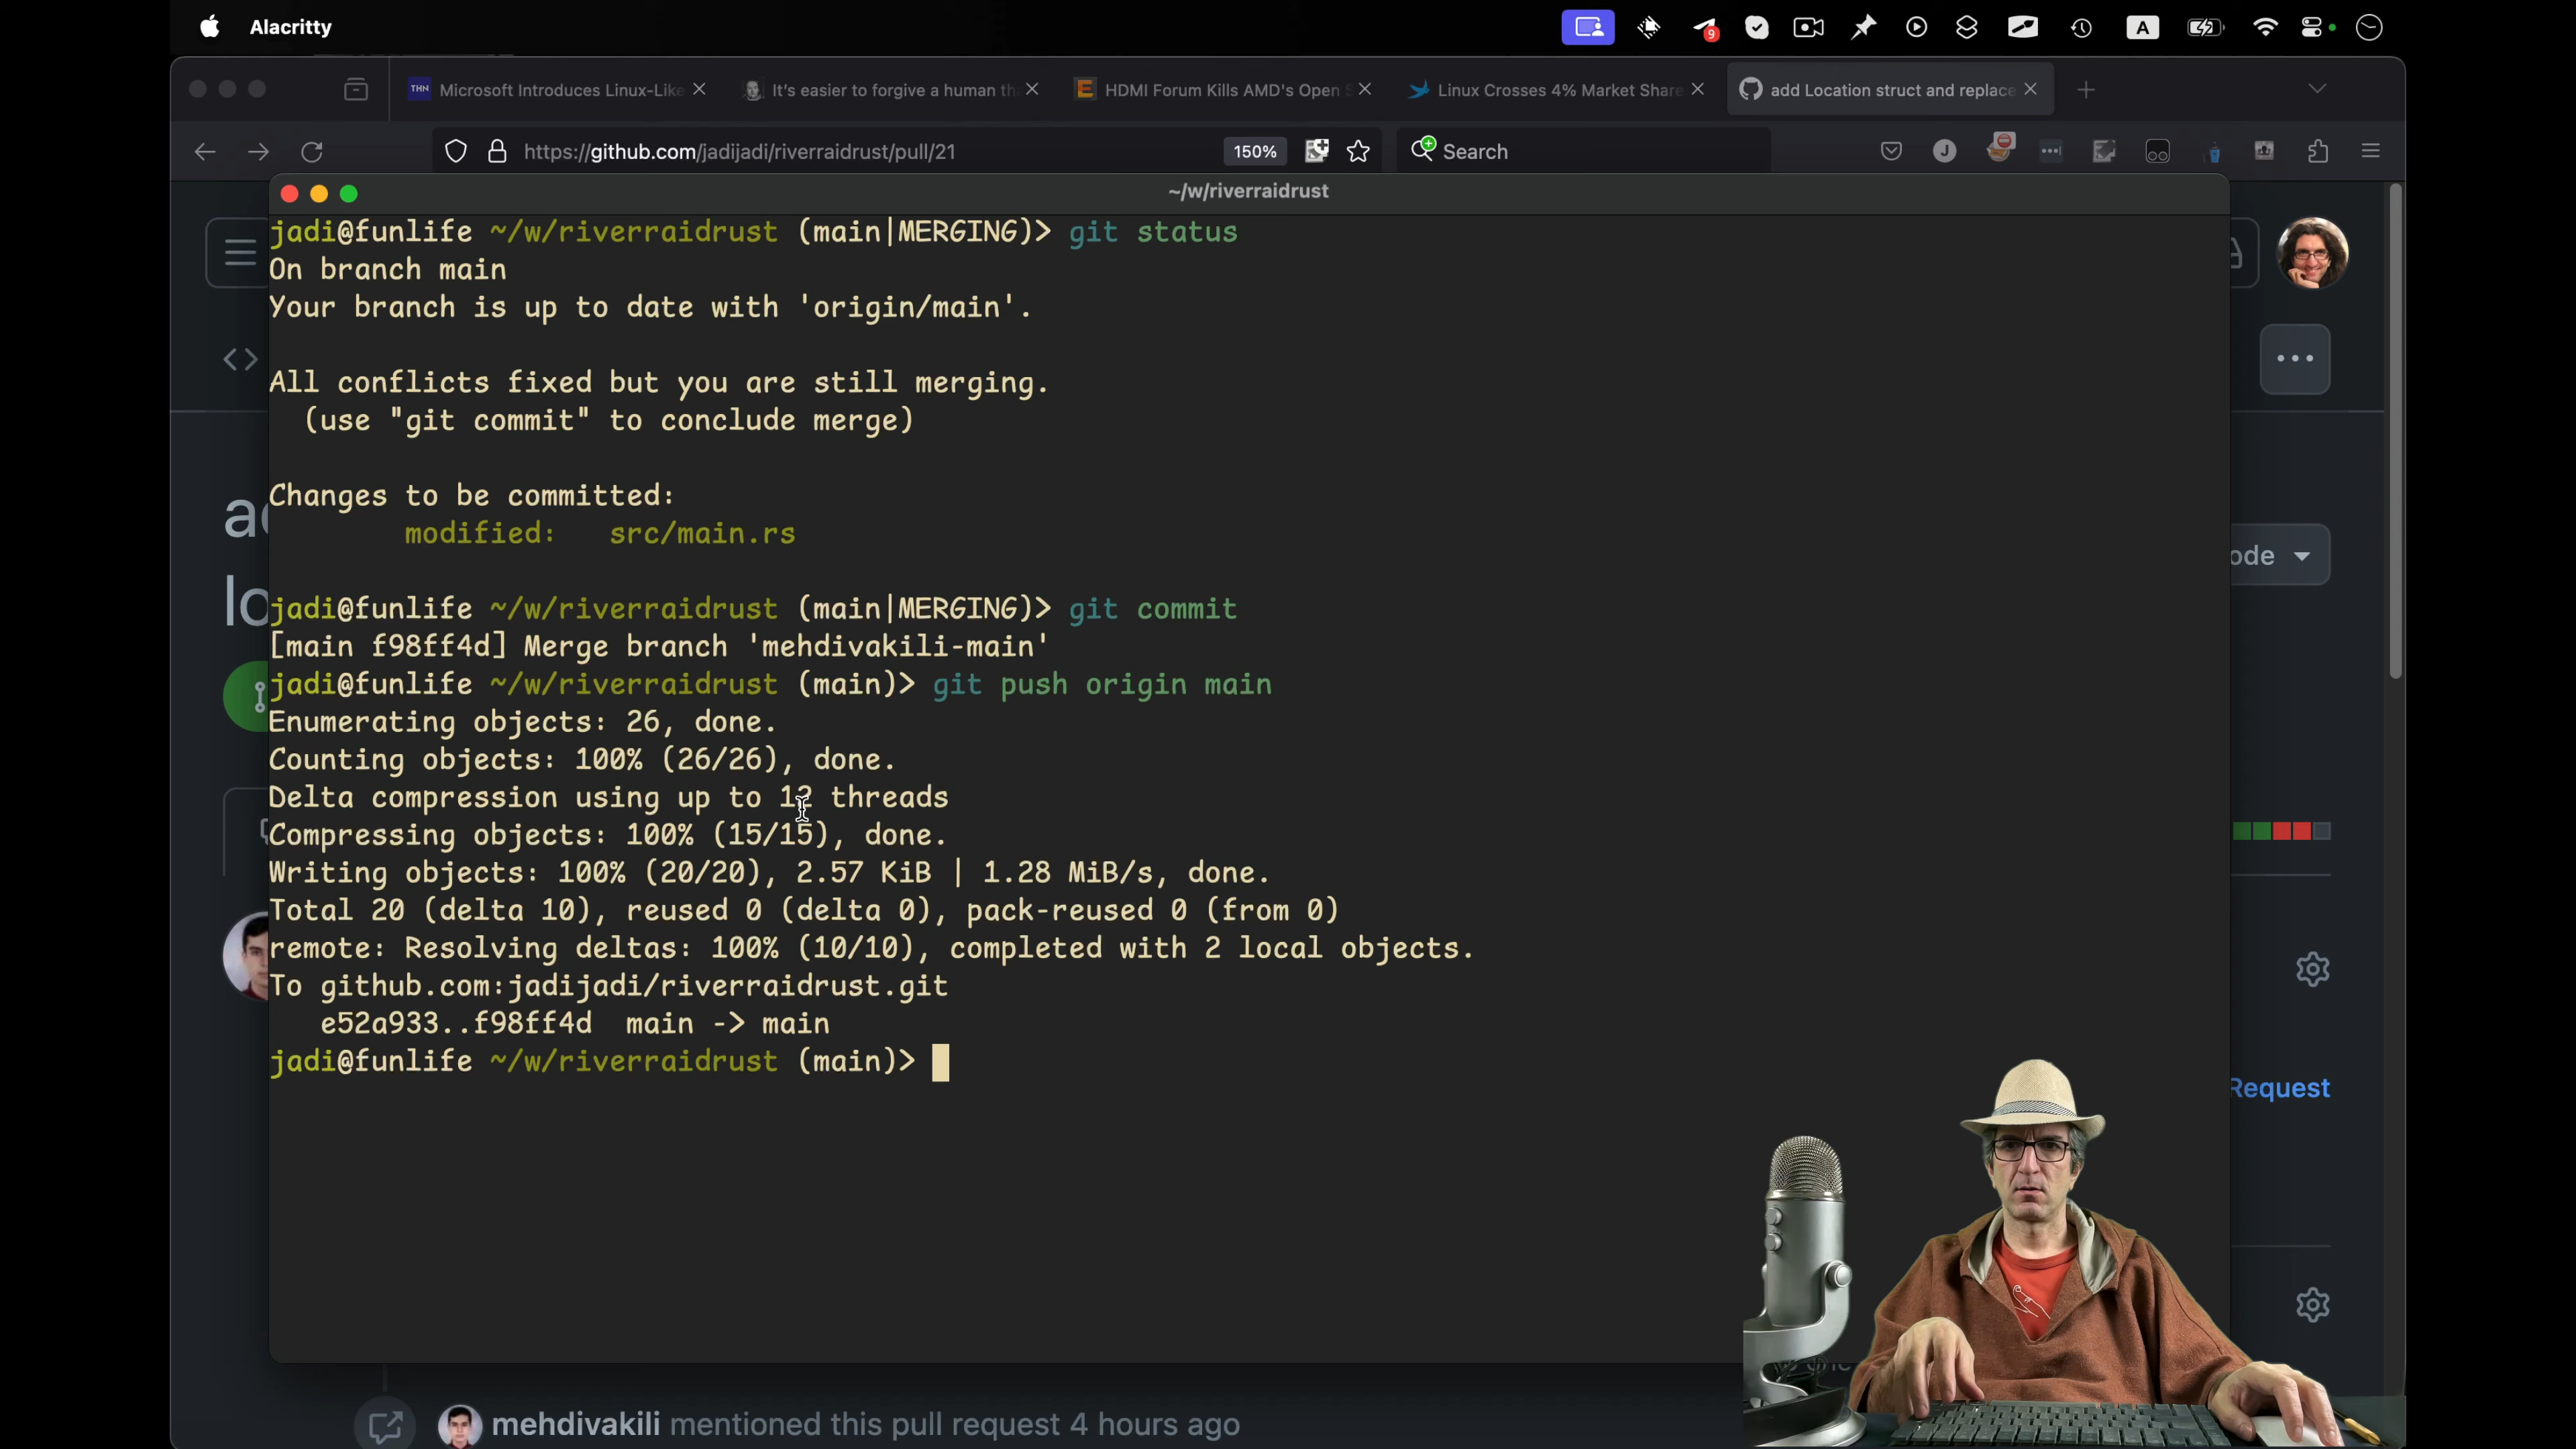 Alacritty
9
A
THN Microsoft Introduces Linux-Like
It's easier to forgive a human th
E HDMI Forum Kills AMD's Open S
Linux Crosses 4% Market Share
add Location struct and replace
https://github.com/jadijadi/riverraidrust/pull/21
150%
Search
J
~/w/riverraidrust
jadi@funlife ~/w/riverraidrust (main|MERGING)> git status
On branch main
Your branch is up to date with 'origin/main'.
All conflicts fixed but you are still merging.
(use "git commit" to conclude merge)
Changes to be committed:
modified: src/main.rs
ode
jadi@funlife ~/w/riverraidrust (main|MERGING)> git commit
[main f98ff4d] Merge branch 'mehdivakili-main'
jadi@funlife ~/w/riverraidrust (main)> git push origin main
Enumerating objects: 26, done.
Counting objects: 100% (26/26), done.
Delta compression using up to 12 threads
Compressing objects: 100% (15/15), done.
Writing objects: 100% (20/20), 2.57 KiB | 1.28 MiB/s, done.
Total 20 (delta 10), reused 0 (delta 0), pack-reused 0 (from 0)
remote: Resolving deltas: 100% (10/10), completed with 2 local objects.
To github.com:jadijadi/riverraidrust.git
e52a933..f98ff4d main -> main
jadi@funlife ~/w/riverraidrust (main)>
Request
mehdivakili mentioned this pull request 4 hours ago